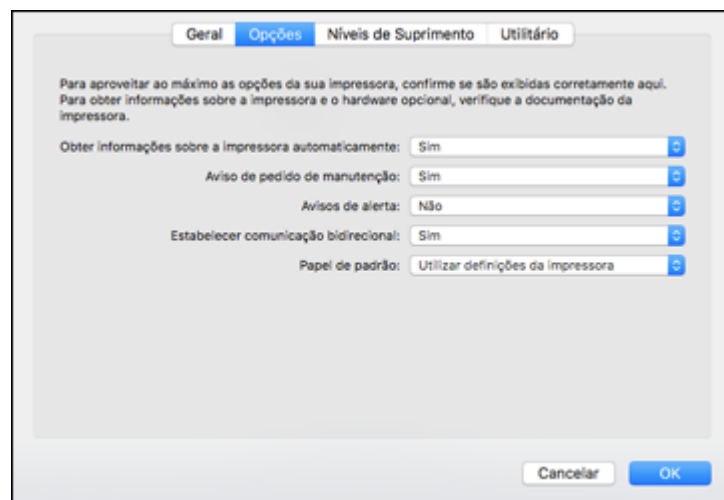 Geral Opções Níveis de Suprimento Utilitário
Para aproveitar ao máximo as opções da sua impressora, confirme se são exibidas corretamente aqui.
Para obter informações sobre a impressora e o hardware opcional, verifique a documentação da
impressora.
Obter informações sobre a impressora automaticamente: Sim
Aviso de pedido de manutenção: Sim
Avisos de alerta: Não
Estabelecer comunicação bidirecional: Sim
Papel de padrão: Utilizar definições da impressora
Cancelar OK